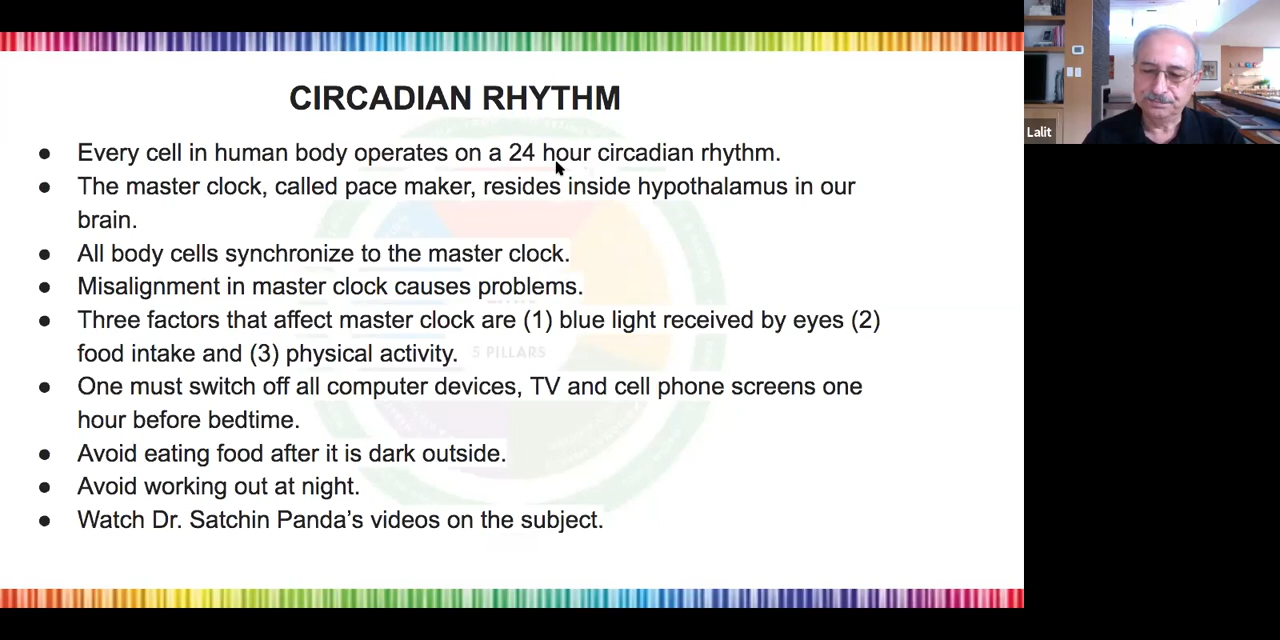 CIRCADIAN RHYTHM
● Every cell in human body operates on a 24 hour circadian rhythm.
● The master clock, called pace maker, resides inside hypothalamus in our
brain.
● All body cells synchronize to the master clock.
● Misalignment in master clock causes problems.
● Three factors that affect master clock are (1) blue light received by eyes (2)
food intake and (3) physical activity.
5 PILLARS
● One must switch off all computer devices, TV and cell phone screens one
hour before bedtime.
● Avoid eating food after it is dark outside.
● Avoid working out at night.
● Watch Dr. Satchin Panda’s videos on the subject.
Lalit